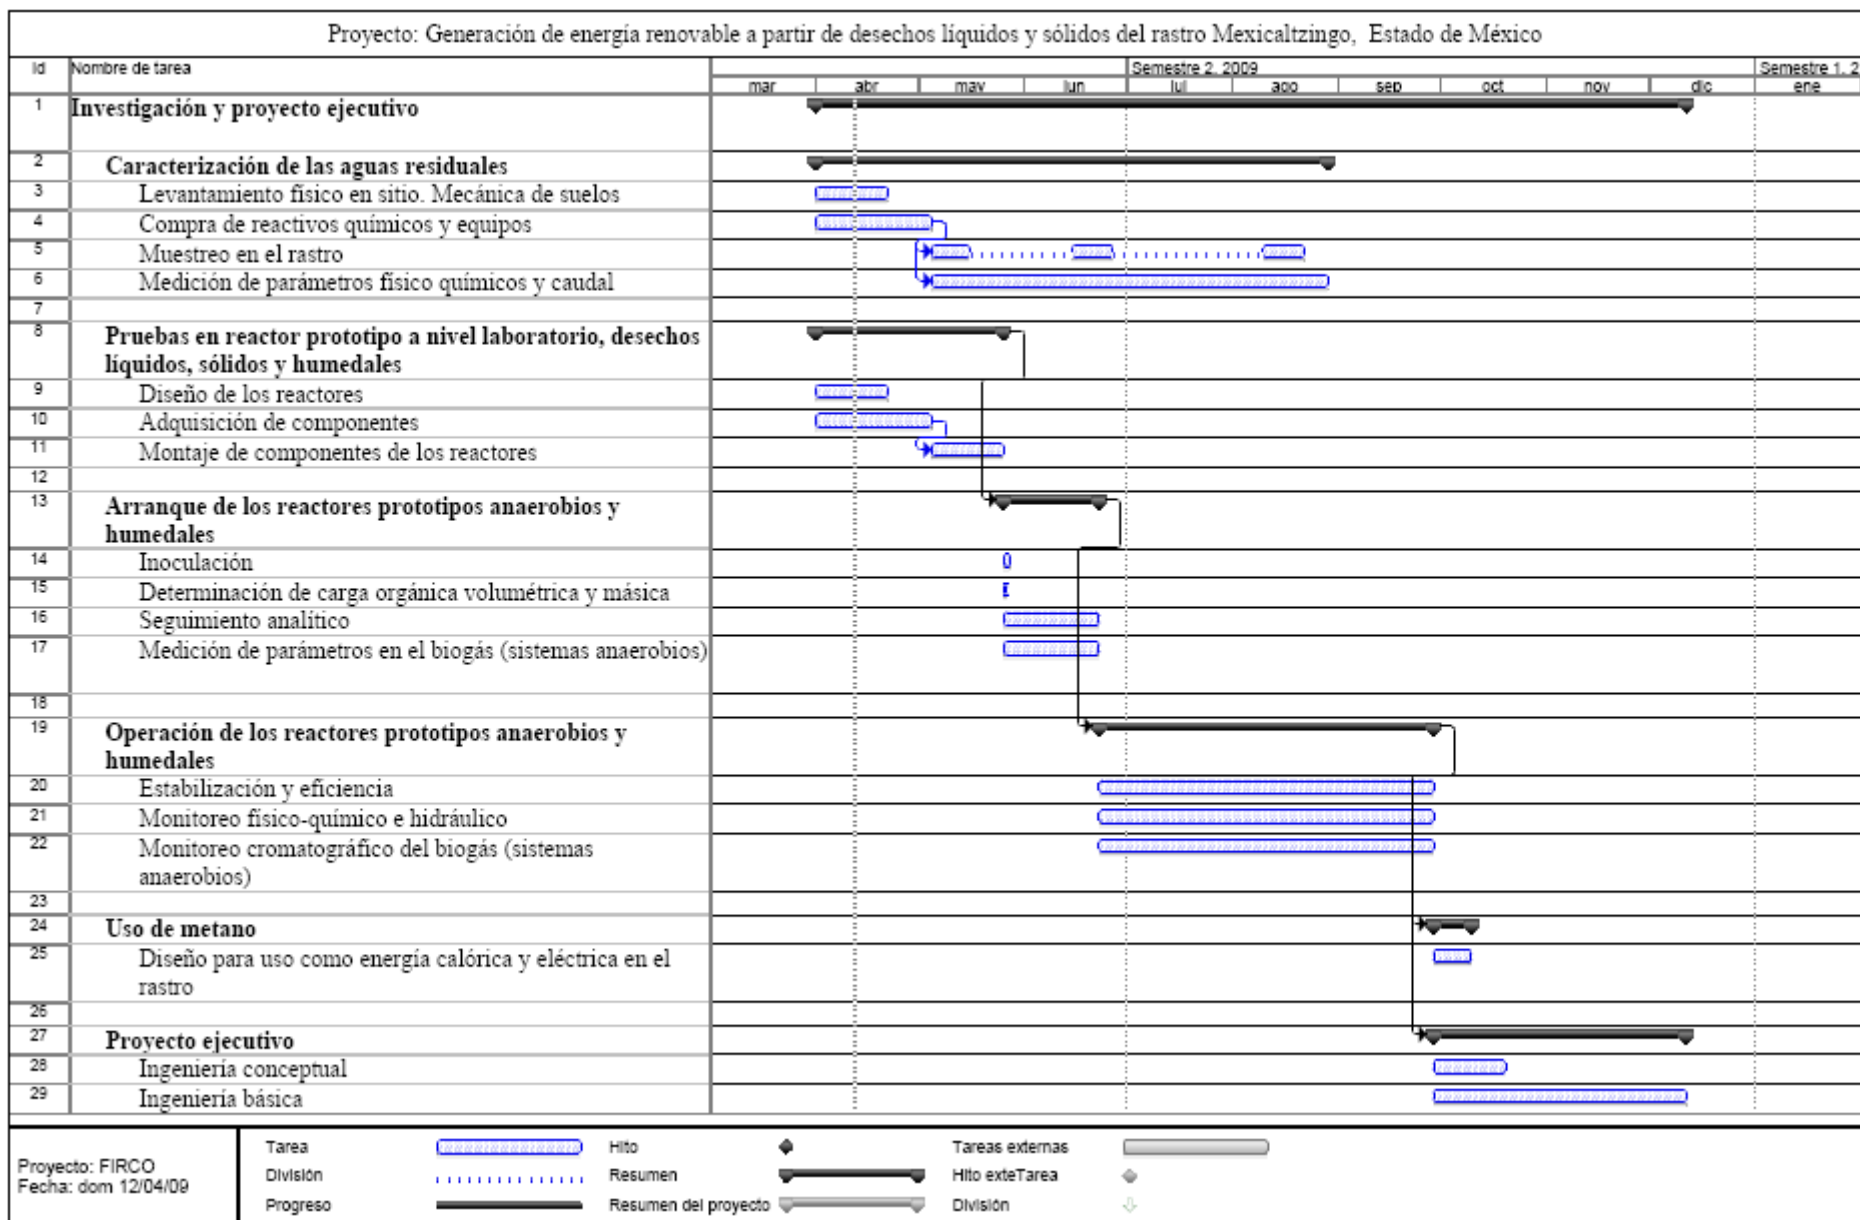 Proyecto: Generación de energía renovable a partir de desechos líquidos y sólidos del rastro Mexicaltzingo, Estado de México
Id Nombre de tarea Semestre 2, 2009 Semestre 1, 2
mar abr may jun jul ago sep oct nov dic ene
1 Investigación y proyecto ejecutivo
2 Caracterización de las aguas residuales
3 Levantamiento físico en sitio. Mecánica de suelos
4 Compra de reactivos químicos y equipos
5 Muestreo en el rastro
6 Medición de parámetros físico químicos y caudal
7
8 Pruebas en reactor prototipo a nivel laboratorio, desechos
líquidos, sólidos y humedales
9 Diseño de los reactores
10 Adquisición de componentes
11 Montaje de componentes de los reactores
12
13 Arranque de los reactores prototipos anaerobios y
humedales
14 Inoculación
15 Determinación de carga orgánica volumétrica y másica
16 Seguimiento analítico
17 Medición de parámetros en el biogás (sistemas anaerobios)
18
19 Operación de los reactores prototipos anaerobios y
humedales
20 Estabilización y eficiencia
21 Monitoreo físico-químico e hidráulico
22 Monitoreo cromatográfico del biogás (sistemas
anaerobios)
23
24 Uso de metano
25 Diseño para uso como energía calórica y eléctrica en el
rastro
26
27 Proyecto ejecutivo
28 Ingeniería conceptual
29 Ingeniería básica
Proyecto: FIRCO
Fecha: dom 12/04/09
Tarea Hito Tareas externas
División Resumen Hito exteTarea
Progreso Resumen del proyecto División